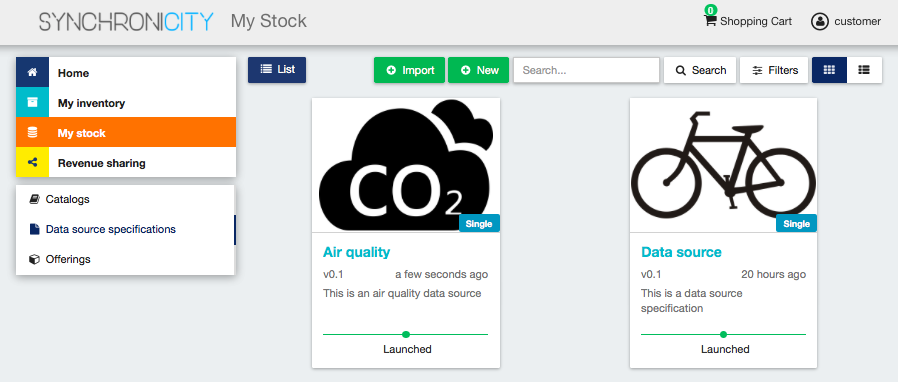 SYNCHRONICITY My Stock
0
Shopping Cart
customer
Home
My inventory
My stock
Revenue sharing
Catalogs
Data source specifications
Offerings
List
Import
New
Search...
Search
Filters
CO2
Single
Air quality
v0.1 a few seconds ago
This is an air quality data source
Launched
Single
Data source
v0.1 20 hours ago
This is a data source
specification
Launched